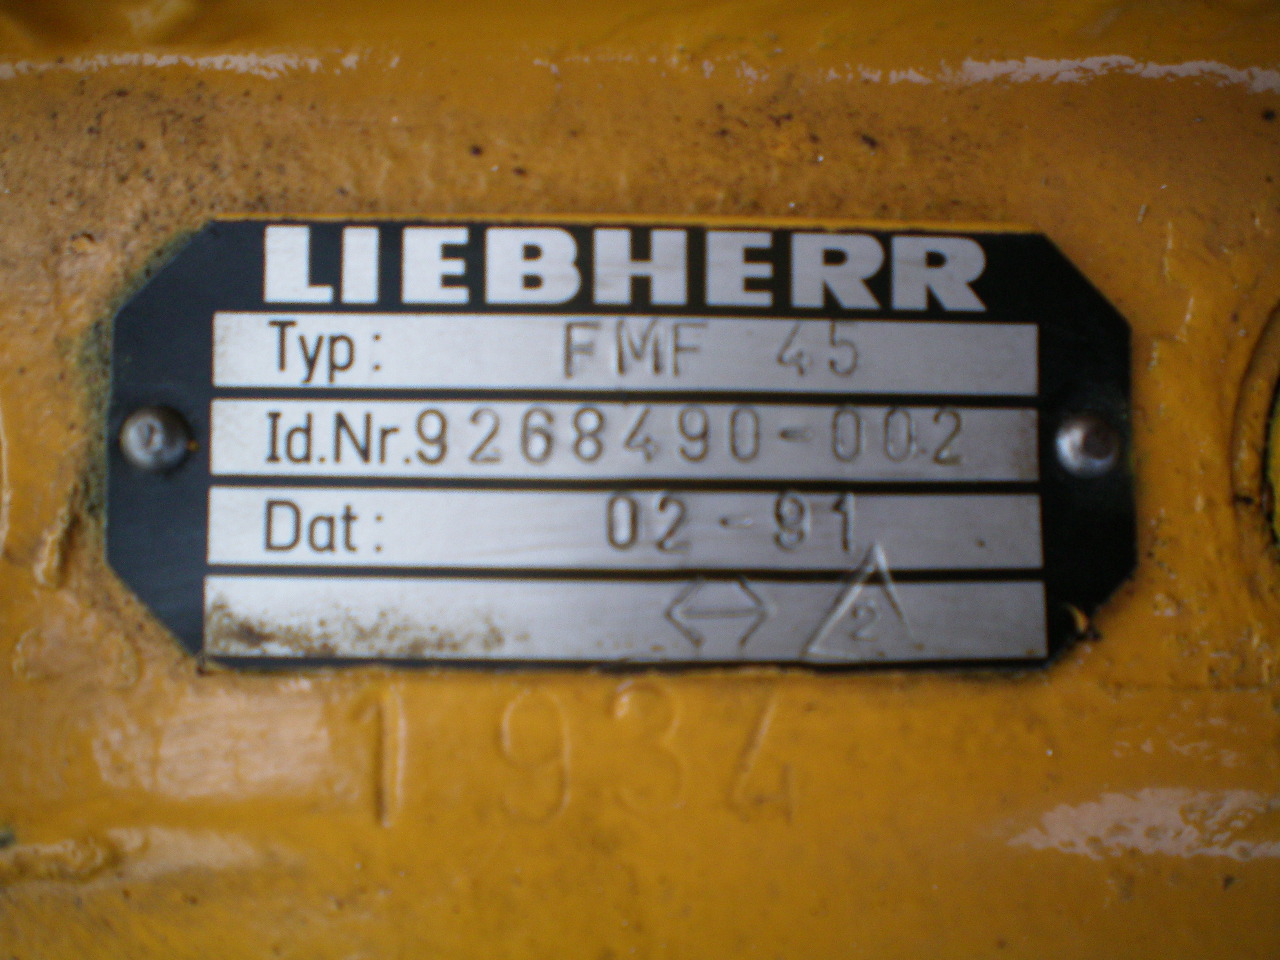 LIEBHERR
Typ: FMF 45
Id.Nr. 9268490-002
Dat: 02-91
2
1934